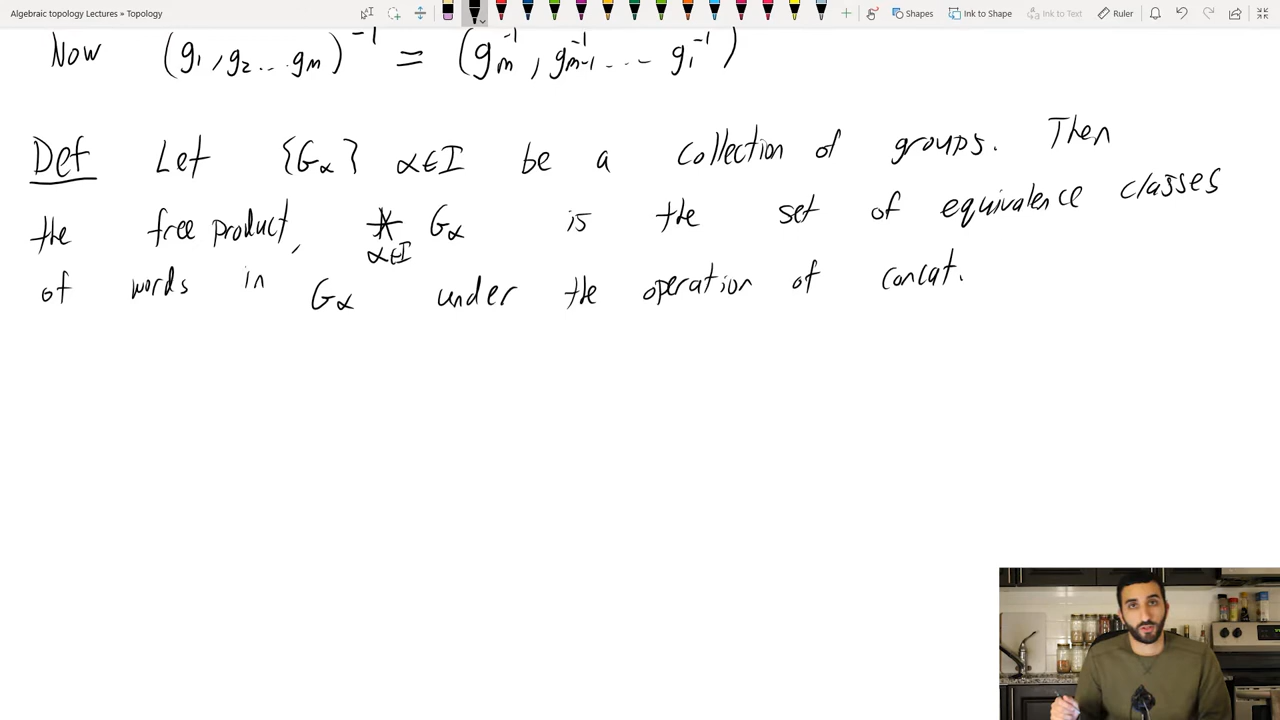 Algebraic topology Lectures » Topology
Shapes
Ink to Shape
Ink to Text
Ruler
Now (g₁, g₂ ... gₘ)⁻¹ = (gₘ⁻¹, gₘ₋₁⁻¹ ... g₁⁻¹)
Def Let {Gα} α∈I be a collection of groups. Then
the free product, * Gα is the set of equivalence classes
α∈I
of words in Gα under the operation of concat.